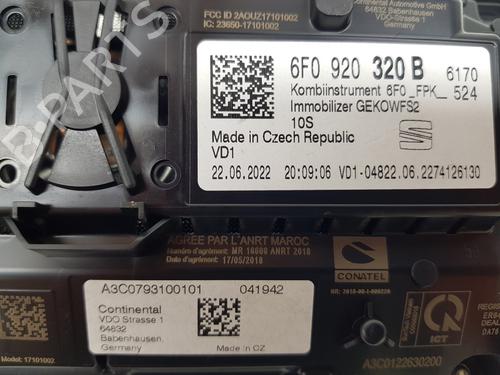 FCC ID 2AOUZ17101002
IC: 23650-17101002
Continental Automotive GmbH
VDO-Strasse 1
64832 Babenhausen
Germany
6F0 920 320 B 6170
Kombiinstrument 6F0_FPK_ 524
Immobilizer GEKOWFS2
10S
Made in Czech Republic
VD1
22.06.2022 20:09:06 VD1-04822.06.2274126130
B-PARTS
AGREE PAR L'ANRT MAROC
Numéro d'agrément: MR 16660 ANRT 2018
Date d'agrément: 17/05/2018
CONATEL
A3C0793100101 041942
Continental
VDO Strasse 1
64832
Babenhausen,
Germany
Made in CZ
ICT
Model: 17101002
A3C0122630200